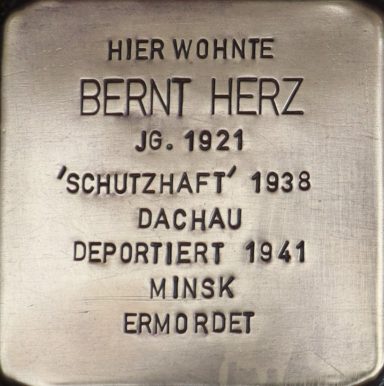 HIER WOHNTE
BERNT HERZ
JG. 1921
'SCHUTZHAFT' 1938
DACHAU
DEPORTIERT 1941
MINSK
ERMORDET